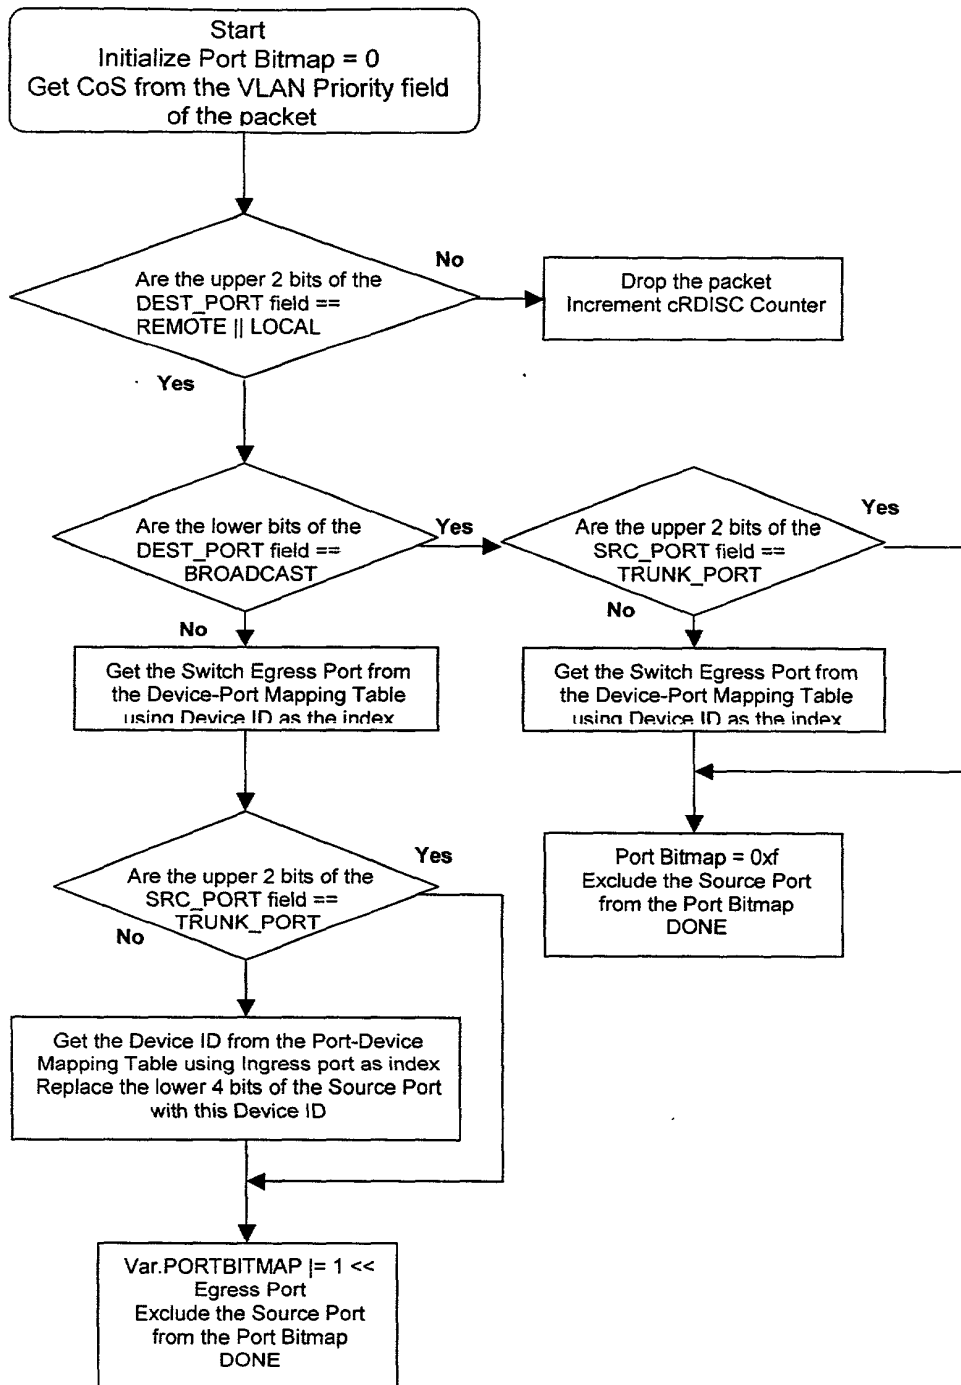 Start
Initialize Port Bitmap = 0
Get CoS from the VLAN Priority field
of the packet
Are the upper 2 bits of the
DEST_PORT field ==
REMOTE || LOCAL
No
Drop the packet
Increment cRDISC Counter
Yes
Are the lower bits of the
DEST_PORT field ==
BROADCAST
Yes
Are the upper 2 bits of the
SRC_PORT field ==
TRUNK_PORT
Yes
No
No
Get the Switch Egress Port from
the Device-Port Mapping Table
using Device ID as the index
Get the Switch Egress Port from
the Device-Port Mapping Table
using Device ID as the index
Are the upper 2 bits of the
SRC_PORT field ==
TRUNK_PORT
Yes
No
Port Bitmap = 0xf
Exclude the Source Port
from the Port Bitmap
DONE
Get the Device ID from the Port-Device
Mapping Table using Ingress port as index
Replace the lower 4 bits of the Source Port
with this Device ID
Var.PORTBITMAP |= 1 <<
Egress Port
Exclude the Source Port
from the Port Bitmap
DONE